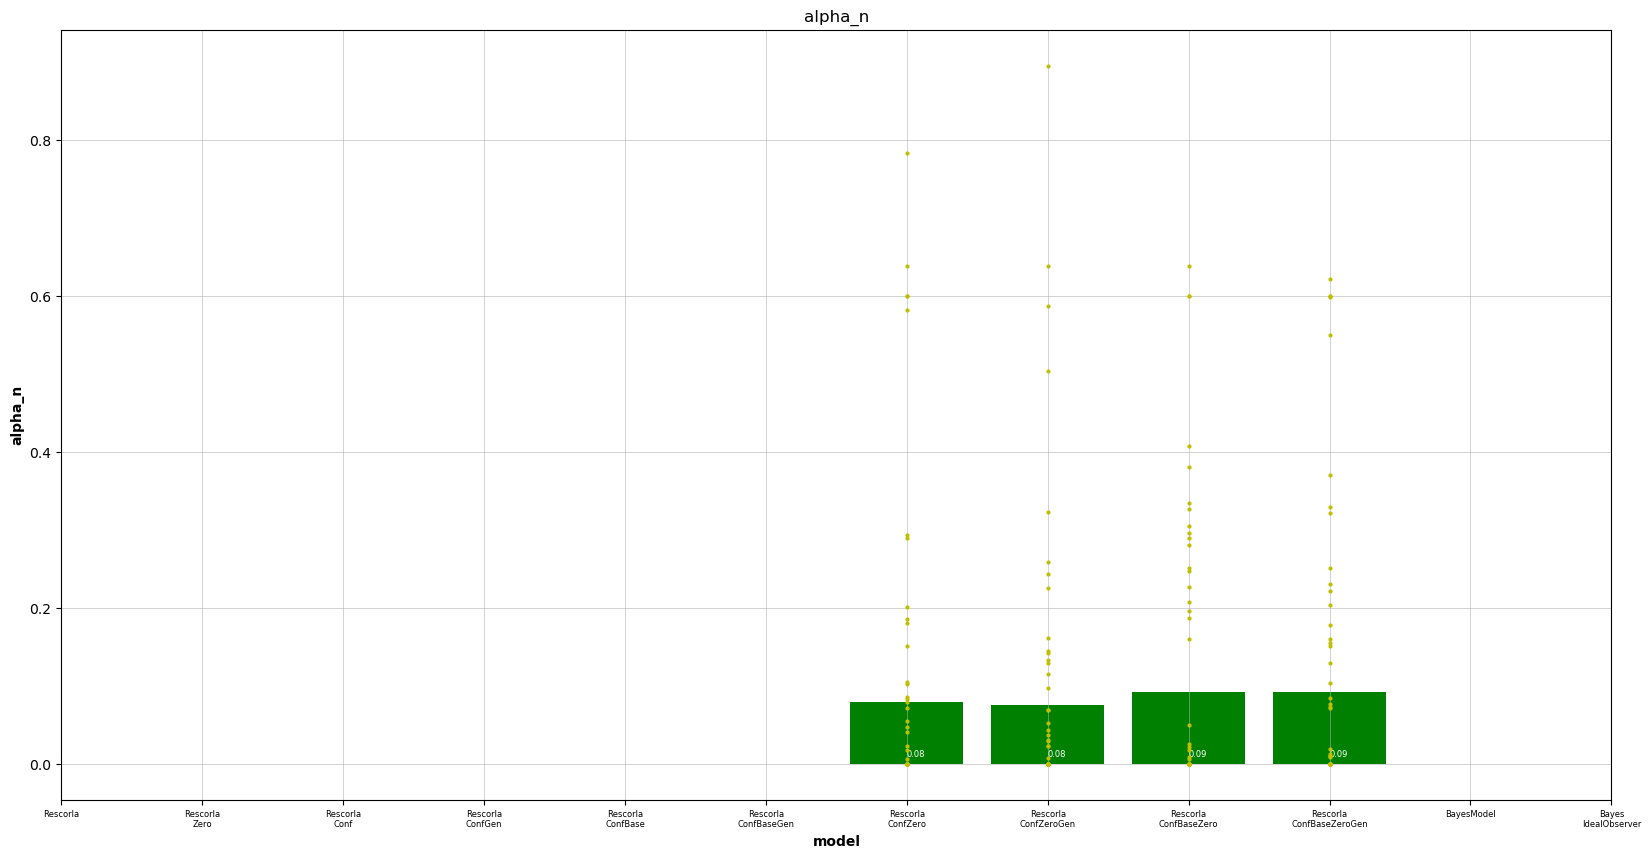 alpha_n
alpha_n
0.8
0.6
0.4
0.2
0.0
0.08
0.08
0.09
0.09
Rescorla
Rescorla
Zero
Rescorla
Conf
Rescorla
ConfGen
Rescorla
ConfBase
Rescorla
ConfBaseGen
Rescorla
ConfZero
Rescorla
ConfZeroGen
Rescorla
ConfBaseZero
Rescorla
ConfBaseZeroGen
BayesModel
Bayes
IdealObserver
model